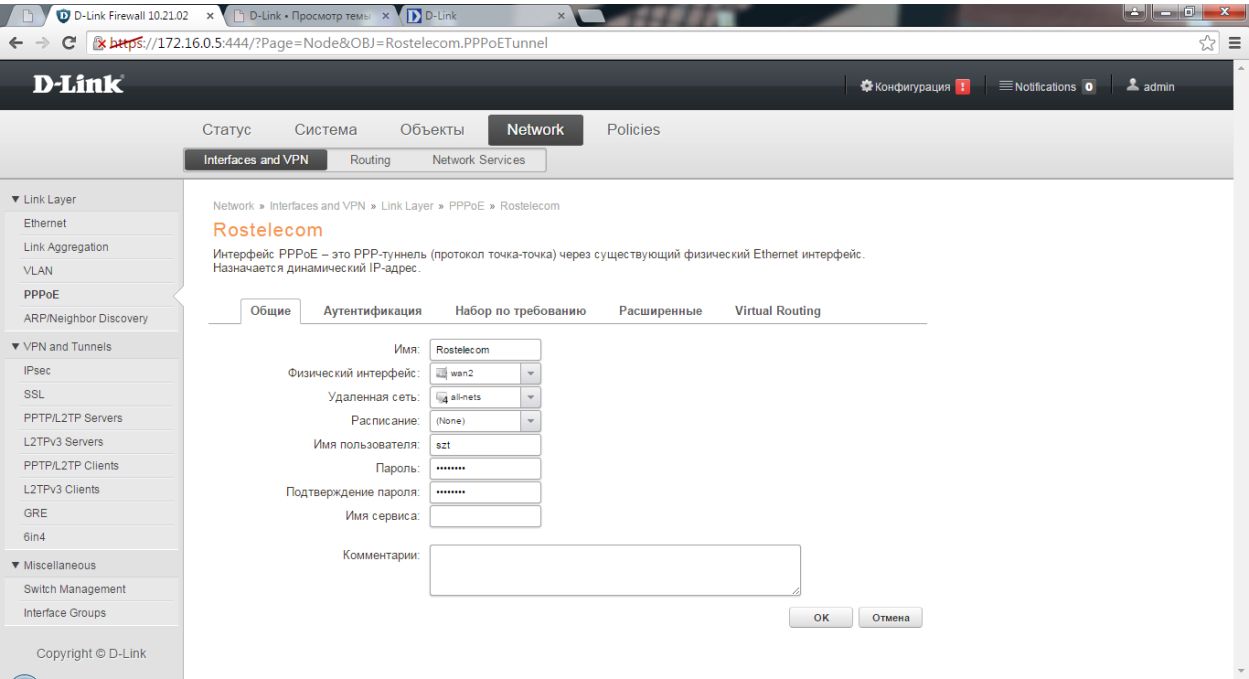 D-Link Firewall 10.21.02
D-Link • Просмотр темы
D-Link
https://172.16.0.5:444/?Page=Node&OBJ=Rostelecom.PPPoETunnel
D-Link
Конфигурация ! Notifications 0 admin
Статус Система Объекты Network Policies
Interfaces and VPN Routing Network Services
Link Layer
Ethernet
Link Aggregation
VLAN
PPPoE
ARP/Neighbor Discovery
VPN and Tunnels
IPsec
SSL
PPTP/L2TP Servers
L2TPv3 Servers
PPTP/L2TP Clients
L2TPv3 Clients
GRE
6in4
Miscellaneous
Switch Management
Interface Groups
Copyright © D-Link
Network » Interfaces and VPN » Link Layer » PPPoE » Rostelecom
Rostelecom
Интерфейс PPPoE – это PPP-туннель (протокол точка-точка) через существующий физический Ethernet интерфейс.
Назначается динамический IP-адрес.
Общие Аутентификация Набор по требованию Расширенные Virtual Routing
Имя: Rostelecom
Физический интерфейс: wan2
Удаленная сеть: 4 all-nets
Расписание: (None)
Имя пользователя: szt
Пароль: ••••••••
Подтверждение пароля: ••••••••
Имя сервиса:
Комментарии:
OK Отмена